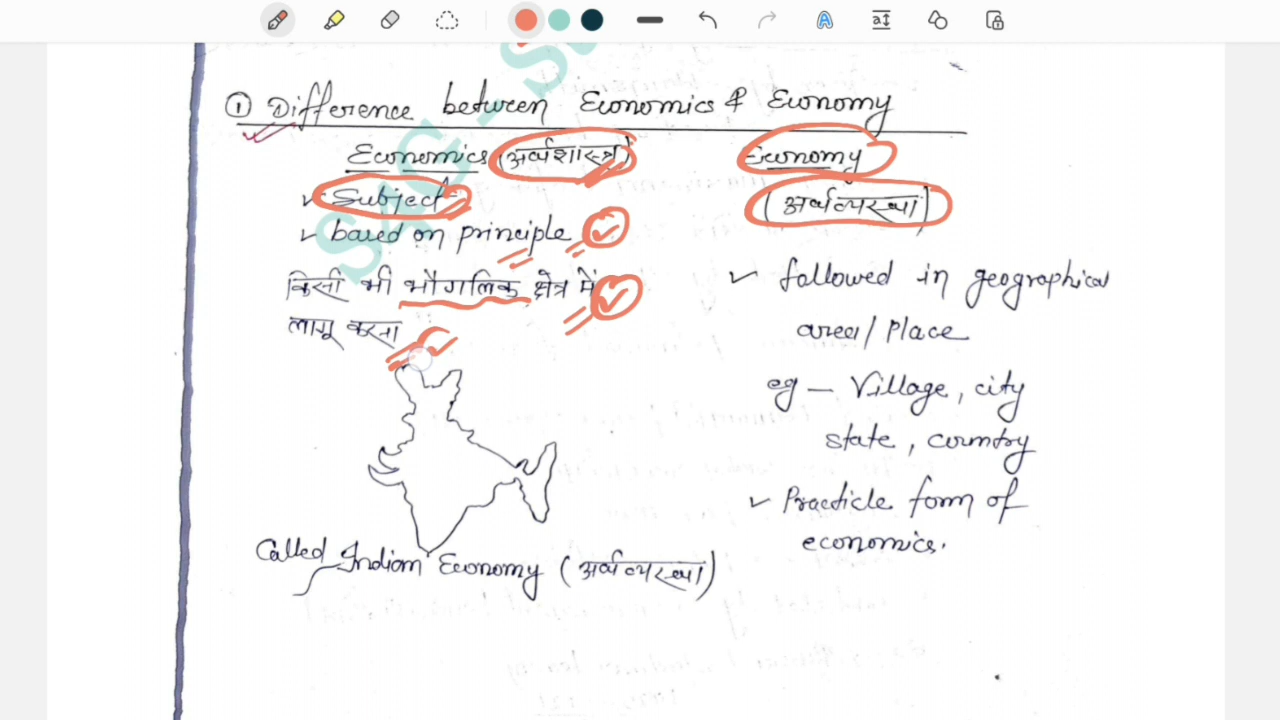 ① Difference between Economics & Economy
Economics (अर्थशास्त्र)
✓ Subject
✓ based on principle
किसी भी भौगलिक क्षेत्र में
लागू करना
Called Indian Economy (अर्थव्यवस्था)
Economy
(अर्थव्यवस्था)
✓ followed in geographical
area/Place
eg — Village, city
state, country
✓ Practicle form of
economics.